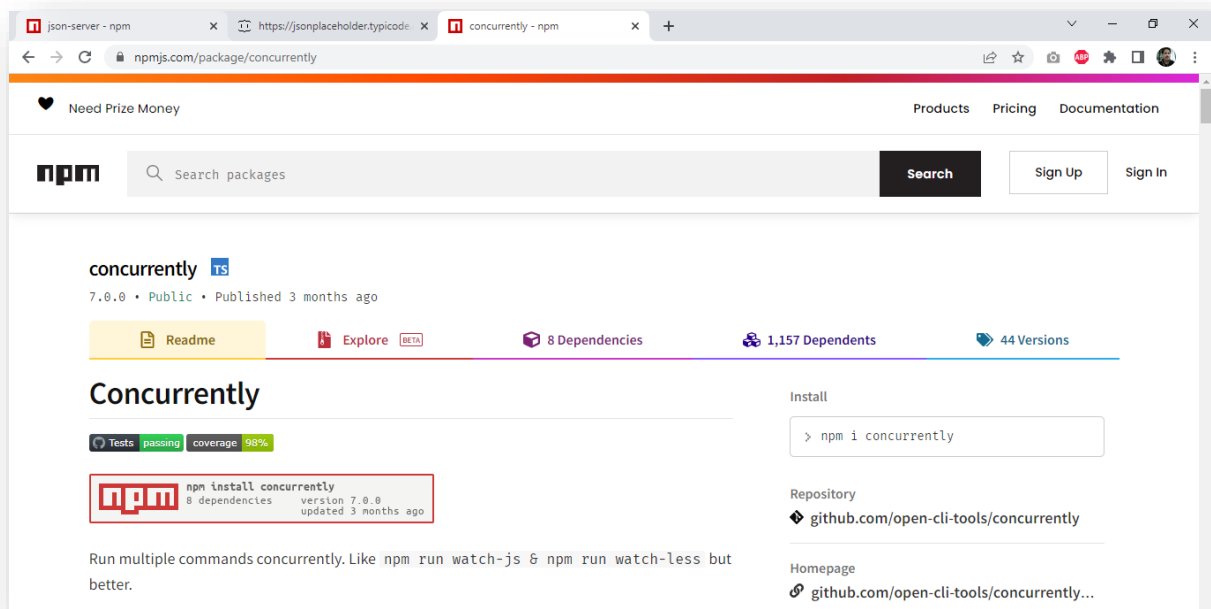 json-server - npm
https://jsonplaceholder.typicode.
concurrently - npm
npmjs.com/package/concurrently
ABP
Need Prize Money
Products Pricing Documentation
npm
Search packages
Search
Sign Up
Sign In
concurrently TS
7.0.0 • Public • Published 3 months ago
Readme
Explore BETA
8 Dependencies
1,157 Dependents
44 Versions
Concurrently
Tests passing coverage 98%
npm
npm install concurrently
8 dependencies version 7.0.0
updated 3 months ago
Run multiple commands concurrently. Like npm run watch-js & npm run watch-less but
better.
Install
> npm i concurrently
Repository
github.com/open-cli-tools/concurrently
Homepage
github.com/open-cli-tools/concurrently...